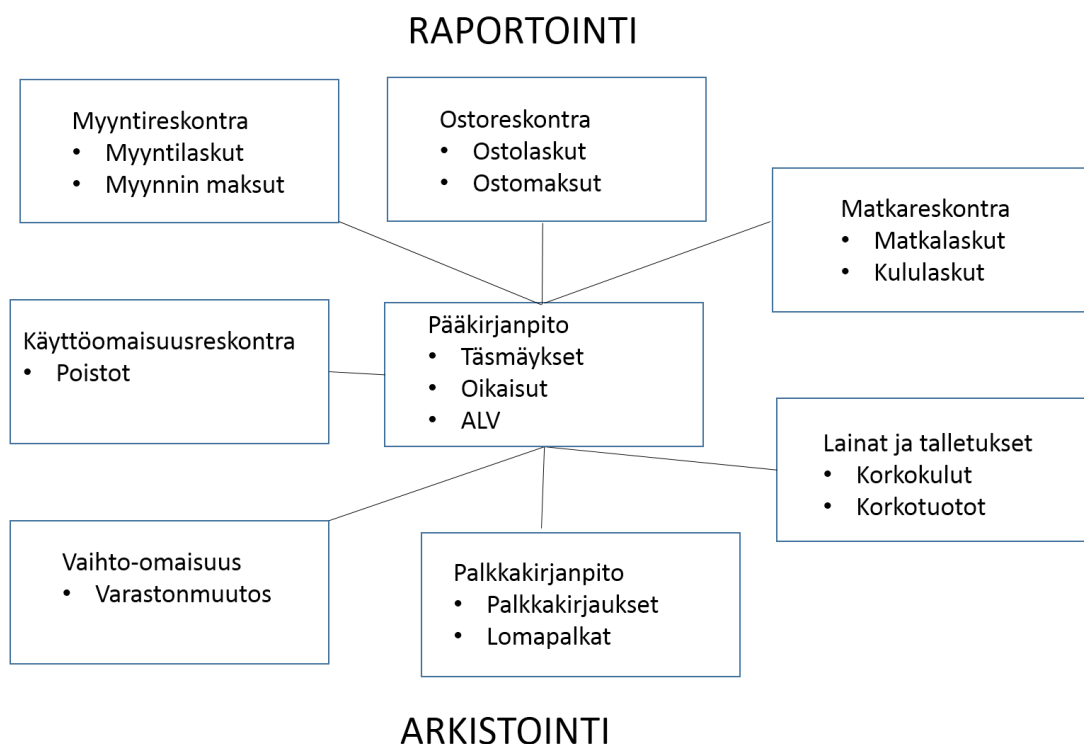 RAPORTOINTI
Myyntireskontra
• Myyntilaskut
• Myynnin maksut
Ostoreskontra
• Ostolaskut
• Ostomaksut
Matkareskontra
• Matkalaskut
• Kululaskut
Käyttöomaisuusreskontra
• Poistot
Pääkirjanpito
• Täsmäykset
• Oikaisut
• ALV
Lainat ja talletukset
• Korkokulut
• Korkotuotot
Vaihto-omaisuus
• Varastonmuutos
Palkkakirjanpito
• Palkkakirjaukset
• Lomapalkat
ARKISTOINTI